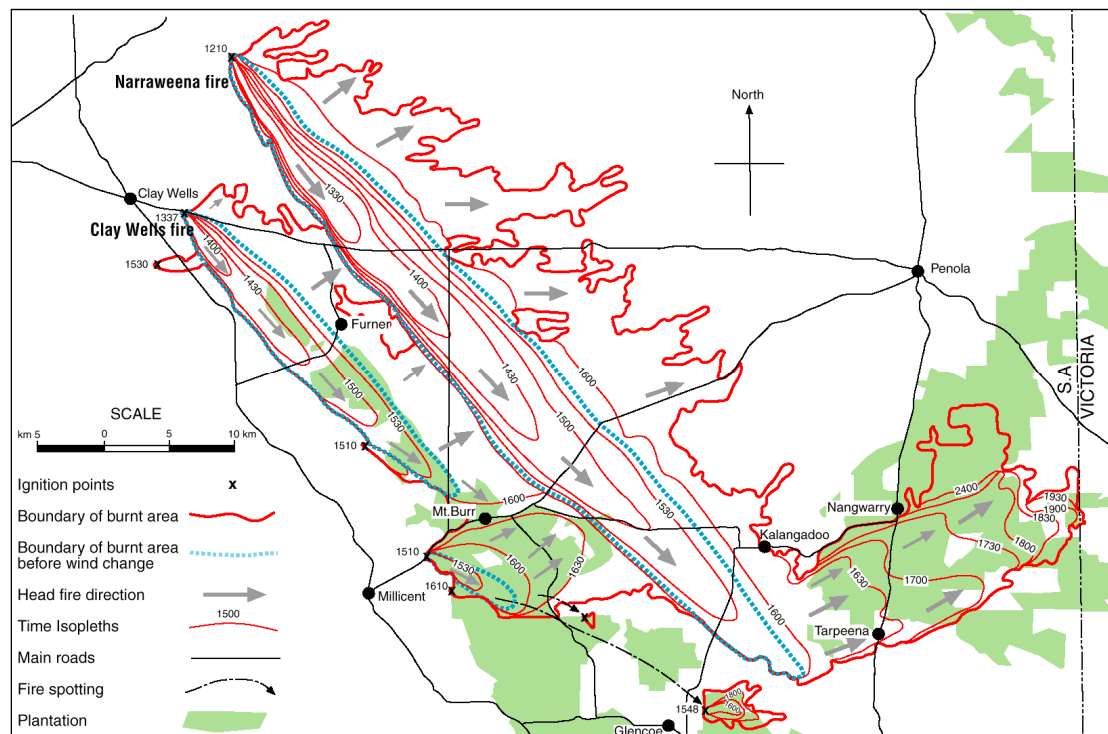 1210
Narraweena fire
North
Clay Wells
1337
Clay Wells fire
1330
1400
1530
1430
1400
Penola
Furner
S.A
VICTORIA
1600
1430
1500
1500
1530
SCALE
km 5 0 5 10 km
1510
1530
Ignition points x
1600
Boundary of burnt area
Mt.Burr
2400
Nangwarry
1930
1900
1830
Boundary of burnt area
before wind change
1510
1530
1600
1630
Kalangadoo
1730
1800
Head fire direction
1610
Millicent
1600
1630
1700
Time Isopleths
1500
Tarpeena
Main roads
Fire spotting
1548
1800
1600
Plantation
Glencoe